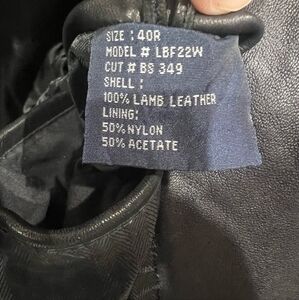 SIZE : 40R
MODEL # LBF22W
CUT # BS 349
SHELL :
100% LAMB LEATHER
LINING:
50% NYLON
50% ACETATE